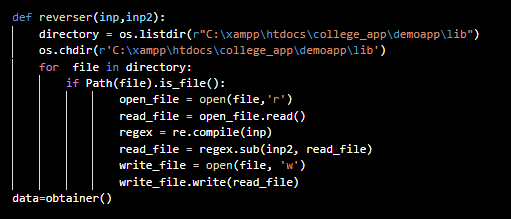 def reverser(inp,inp2):
directory = os.listdir(r"C:\xampp\htdocs\college_app\demoapp\lib")
os.chdir(r'C:\xampp\htdocs\college_app\demoapp\lib')
for  file in directory:
if Path(file).is_file():
open_file = open(file,'r')
read_file = open_file.read()
regex = re.compile(inp)
read_file = regex.sub(inp2, read_file)
write_file = open(file, 'w')
write_file.write(read_file)
data=obtainer()